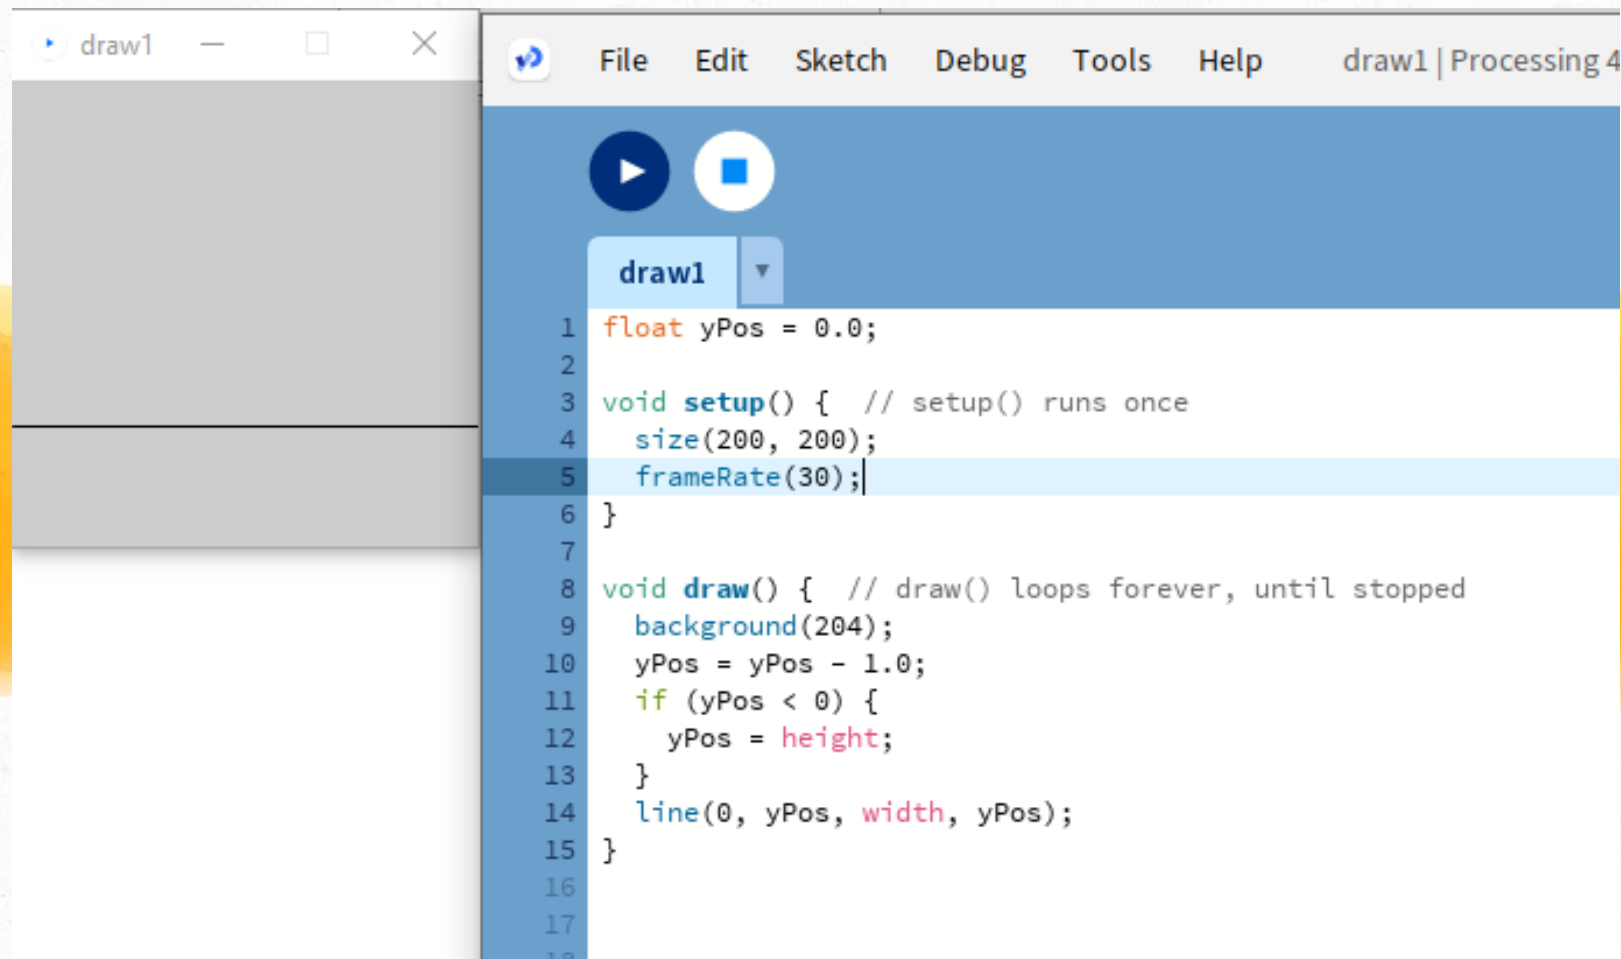 draw1
File Edit Sketch Debug Tools Help draw1 | Processing 4
draw1
1 float yPos = 0.0;
2
3 void setup() {  // setup() runs once
4   size(200, 200);
5   frameRate(30);
6 }
7
8 void draw() {  // draw() loops forever, until stopped
9   background(204);
10   yPos = yPos - 1.0;
11   if (yPos < 0) {
12     yPos = height;
13   }
14   line(0, yPos, width, yPos);
15 }
16
17